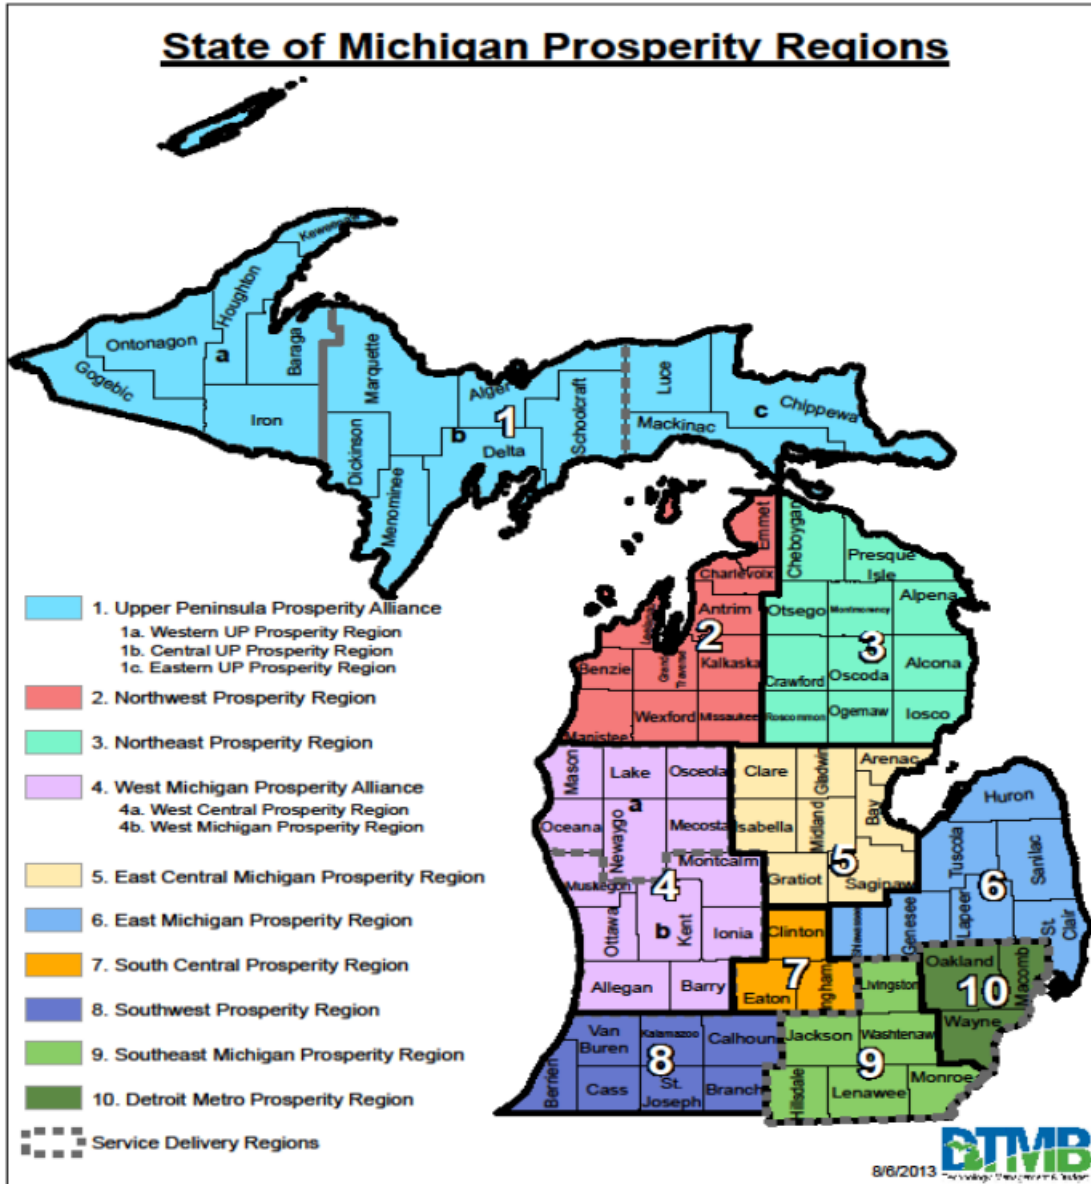 State of Michigan Prosperity Regions
Keweenaw
Houghton
Ontonagon
Baraga
a
Gogebic
Iron
Marquette
Alger
Luce
1
Schoolcraft
c
Chippewa
Mackinac
b
Delta
Dickinson
Menominee
Emmet
Cheboygan
Presque
Isle
Charlevoix
Antrim
Otsego
Montmorency
Alpena
Leelanau
2
3
Benzie
Grand
Traverse
Kalkaska
Crawford
Oscoda
Alcona
Manistee
Wexford
Missaukee
Roscommon
Ogemaw
Iosco
Mason
Lake
Osceola
Clare
Gladwin
Arenac
a
Oceana
Newaygo
Mecosta
Isabella
Midland
Bay
Huron
Montcalm
5
Tuscola
Sanilac
Muskegon
4
Gratiot
Saginaw
6
Ottawa
b
Kent
Ionia
Clinton
Genesee
Lapeer
St.
Clair
Allegan
Barry
Eaton
7
Ingham
Livingston
Oakland
10
Macomb
Van
Buren
Kalamazoo
Calhoun
Jackson
Washtenaw
Wayne
8
9
Berrien
Cass
St.
Joseph
Branch
Hillsdale
Lenawee
Monroe
1. Upper Peninsula Prosperity Alliance
1a. Western UP Prosperity Region
1b. Central UP Prosperity Region
1c. Eastern UP Prosperity Region
2. Northwest Prosperity Region
3. Northeast Prosperity Region
4. West Michigan Prosperity Alliance
4a. West Central Prosperity Region
4b. West Michigan Prosperity Region
5. East Central Michigan Prosperity Region
6. East Michigan Prosperity Region
7. South Central Prosperity Region
8. Southwest Prosperity Region
9. Southeast Michigan Prosperity Region
10. Detroit Metro Prosperity Region
Service Delivery Regions
8/6/2013
DTMB
Technology, Management & Budget